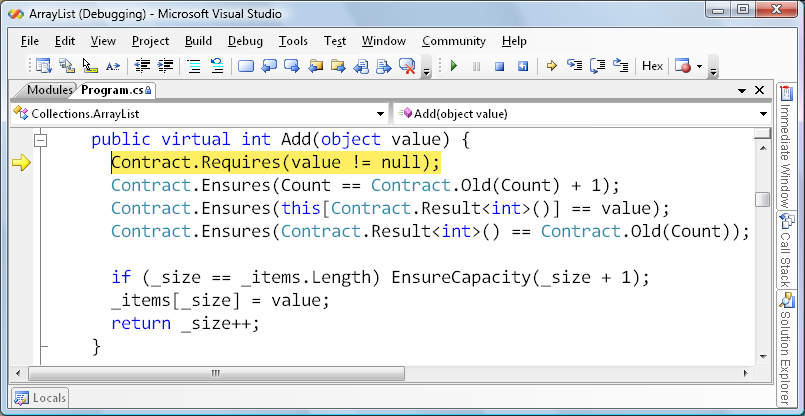 ArrayList (Debugging) - Microsoft Visual Studio
File Edit View Project Build Debug Tools Test Window Community Help
Hex
Modules Program.cs
Collections.ArrayList Add(object value)
public virtual int Add(object value) {
Contract.Requires(value != null);
Contract.Ensures(Count == Contract.Old(Count) + 1);
Contract.Ensures(this[Contract.Result<int>()] == value);
Contract.Ensures(Contract.Result<int>() == Contract.Old(Count));
if (_size == _items.Length) EnsureCapacity(_size + 1);
_items[_size] = value;
return _size++;
}
Locals
Immediate Window
Call Stack
Solution Explorer